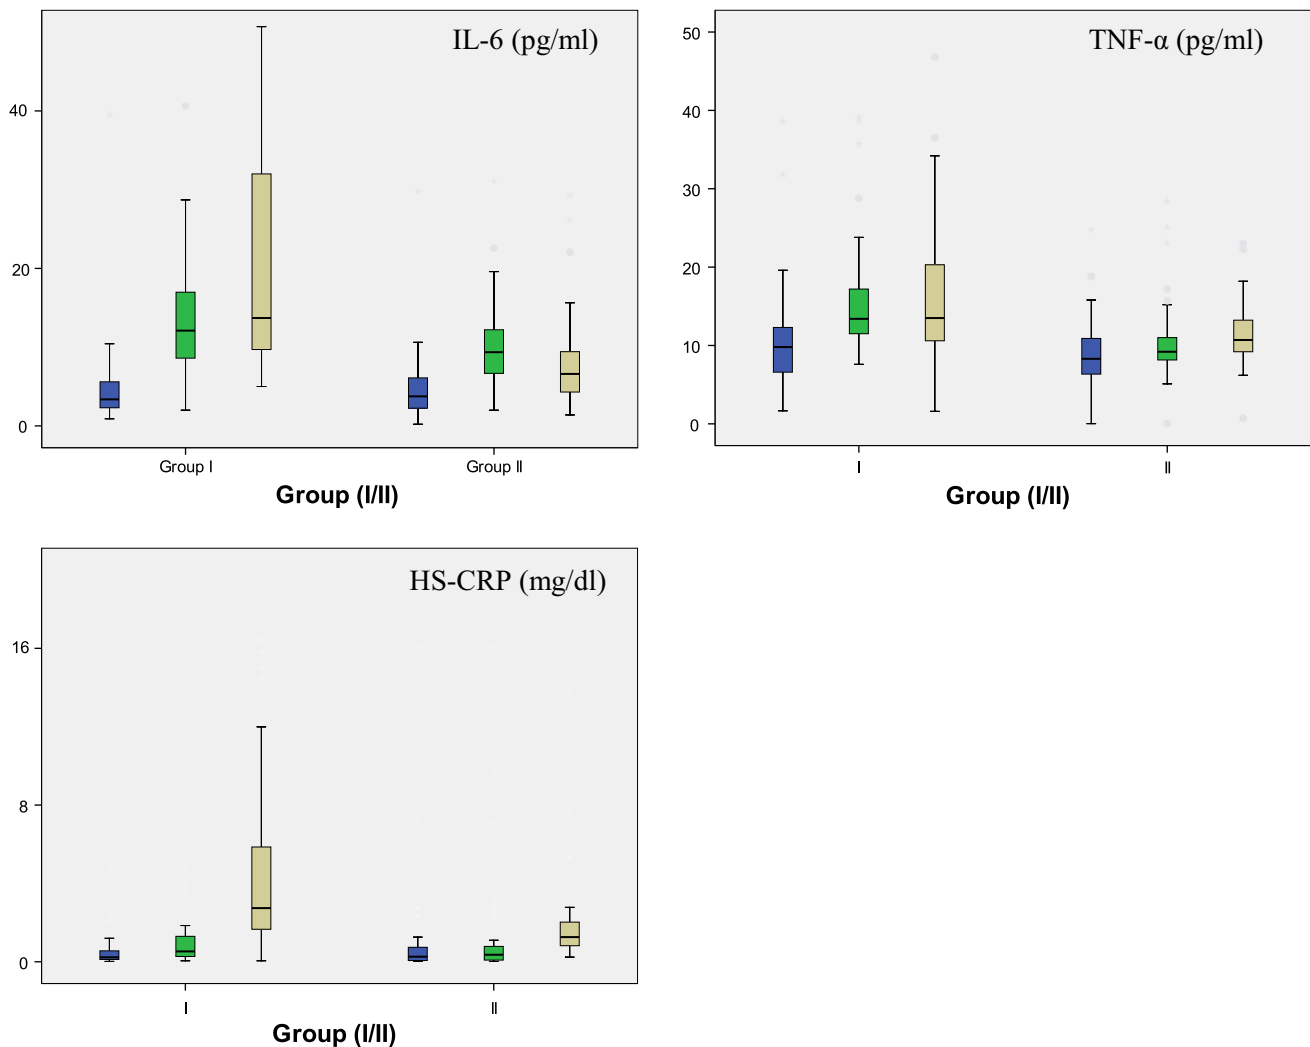 IL-6 (pg/ml)
40
20
0
Group I
Group II
Group (I/II)
TNF-α (pg/ml)
50
40
30
20
10
0
I
II
Group (I/II)
HS-CRP (mg/dl)
16
8
0
I
II
Group (I/II)